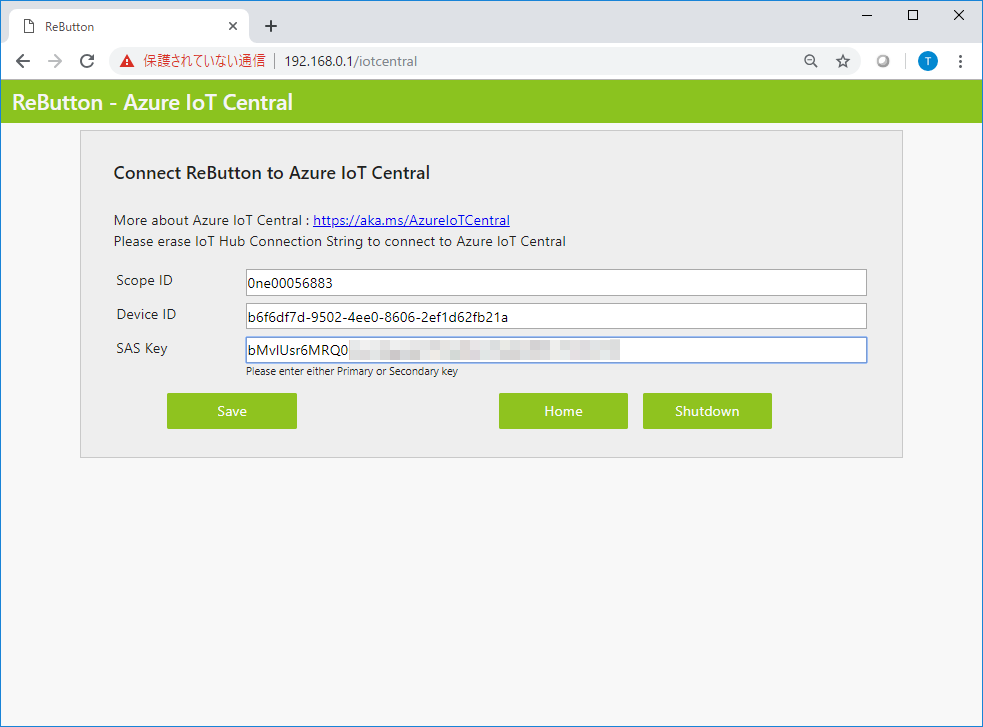 ReButton
保護されていない通信 192.168.0.1/iotcentral
T
ReButton - Azure IoT Central
Connect ReButton to Azure IoT Central
More about Azure IoT Central : https://aka.ms/AzureIoTCentral
Please erase IoT Hub Connection String to connect to Azure IoT Central
Scope ID 0ne00056883
Device ID b6f6df7d-9502-4ee0-8606-2ef1d62fb21a
SAS Key bMvIUsr6MRQ0
Please enter either Primary or Secondary key
Save Home Shutdown